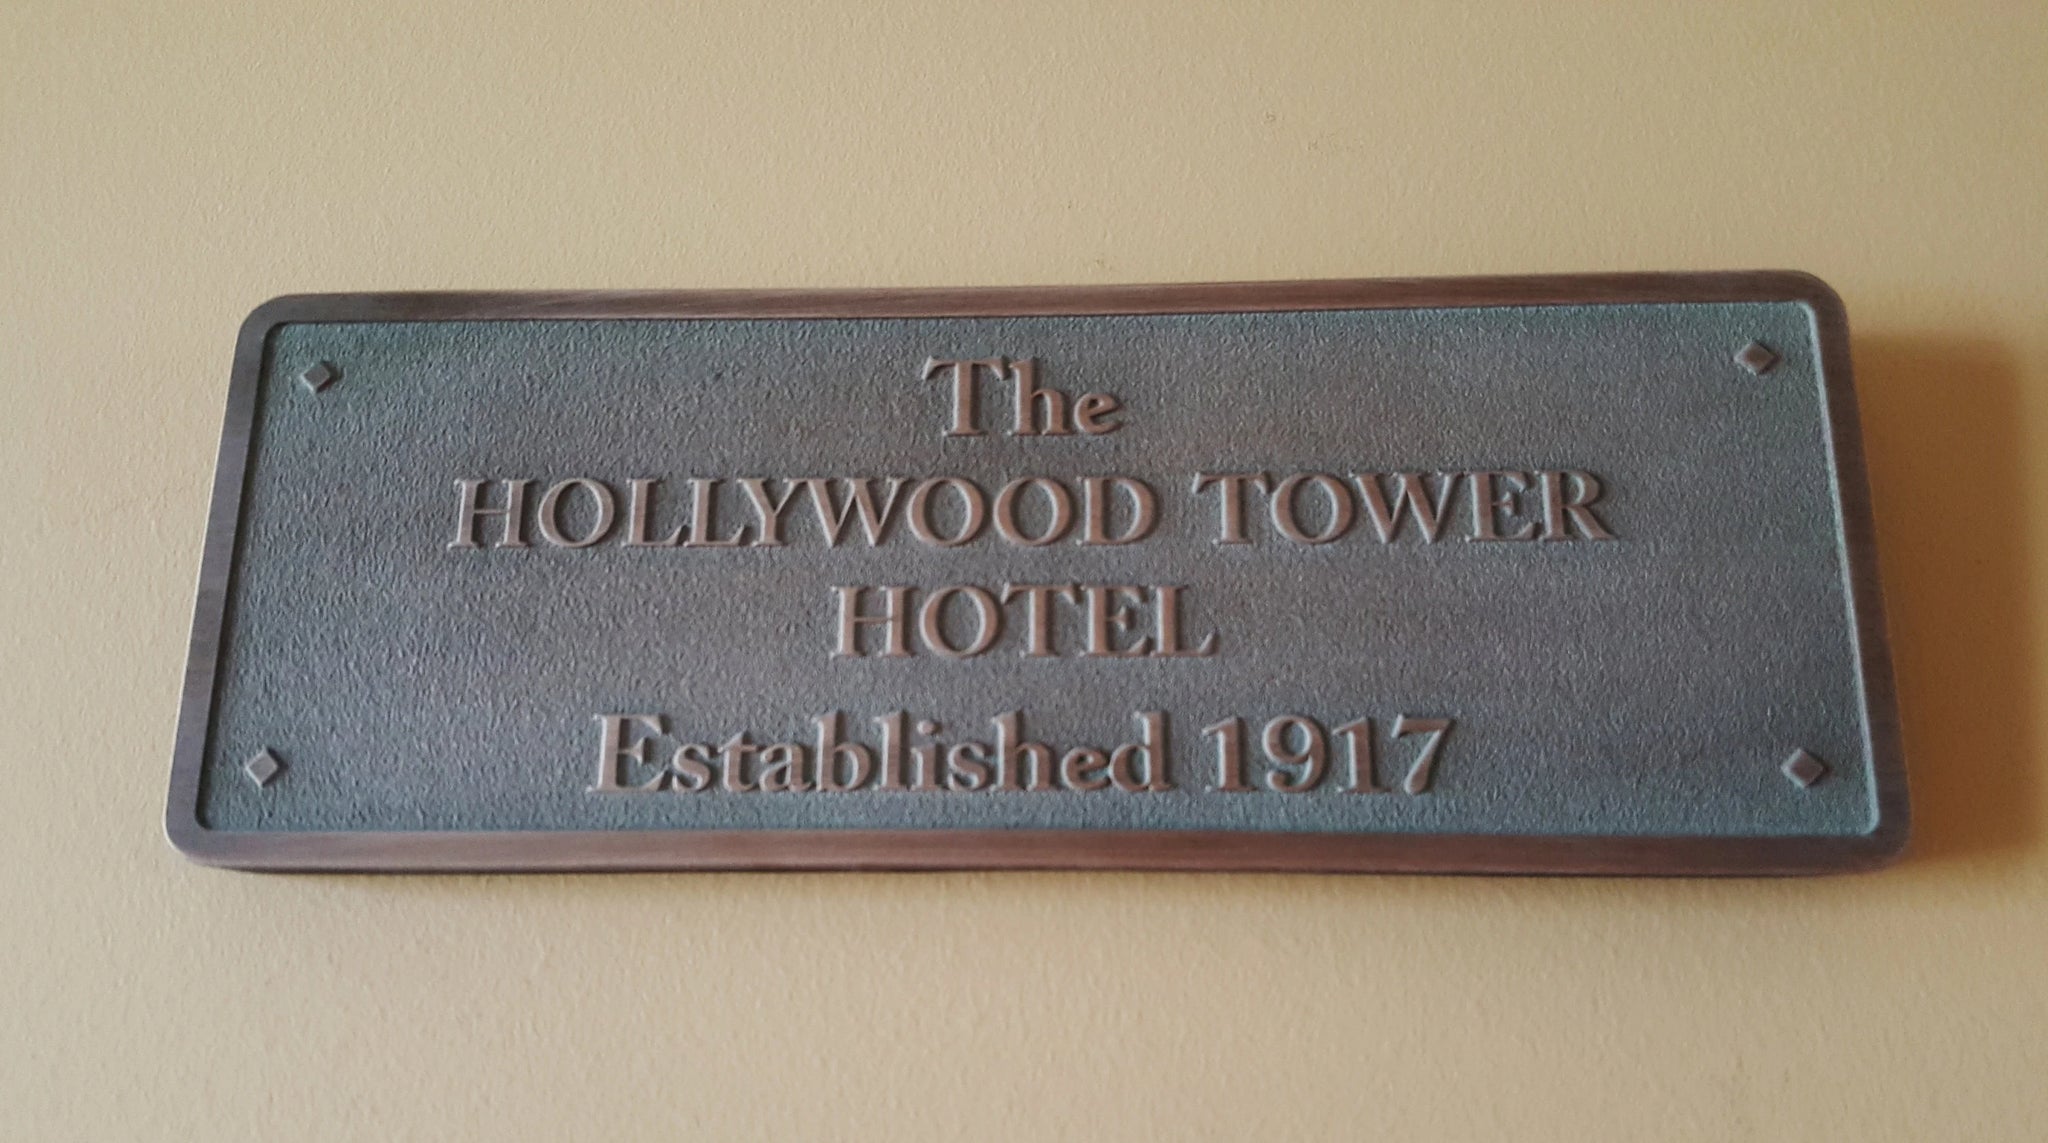 The
HOLLYWOOD TOWER
HOTEL
Established 1917